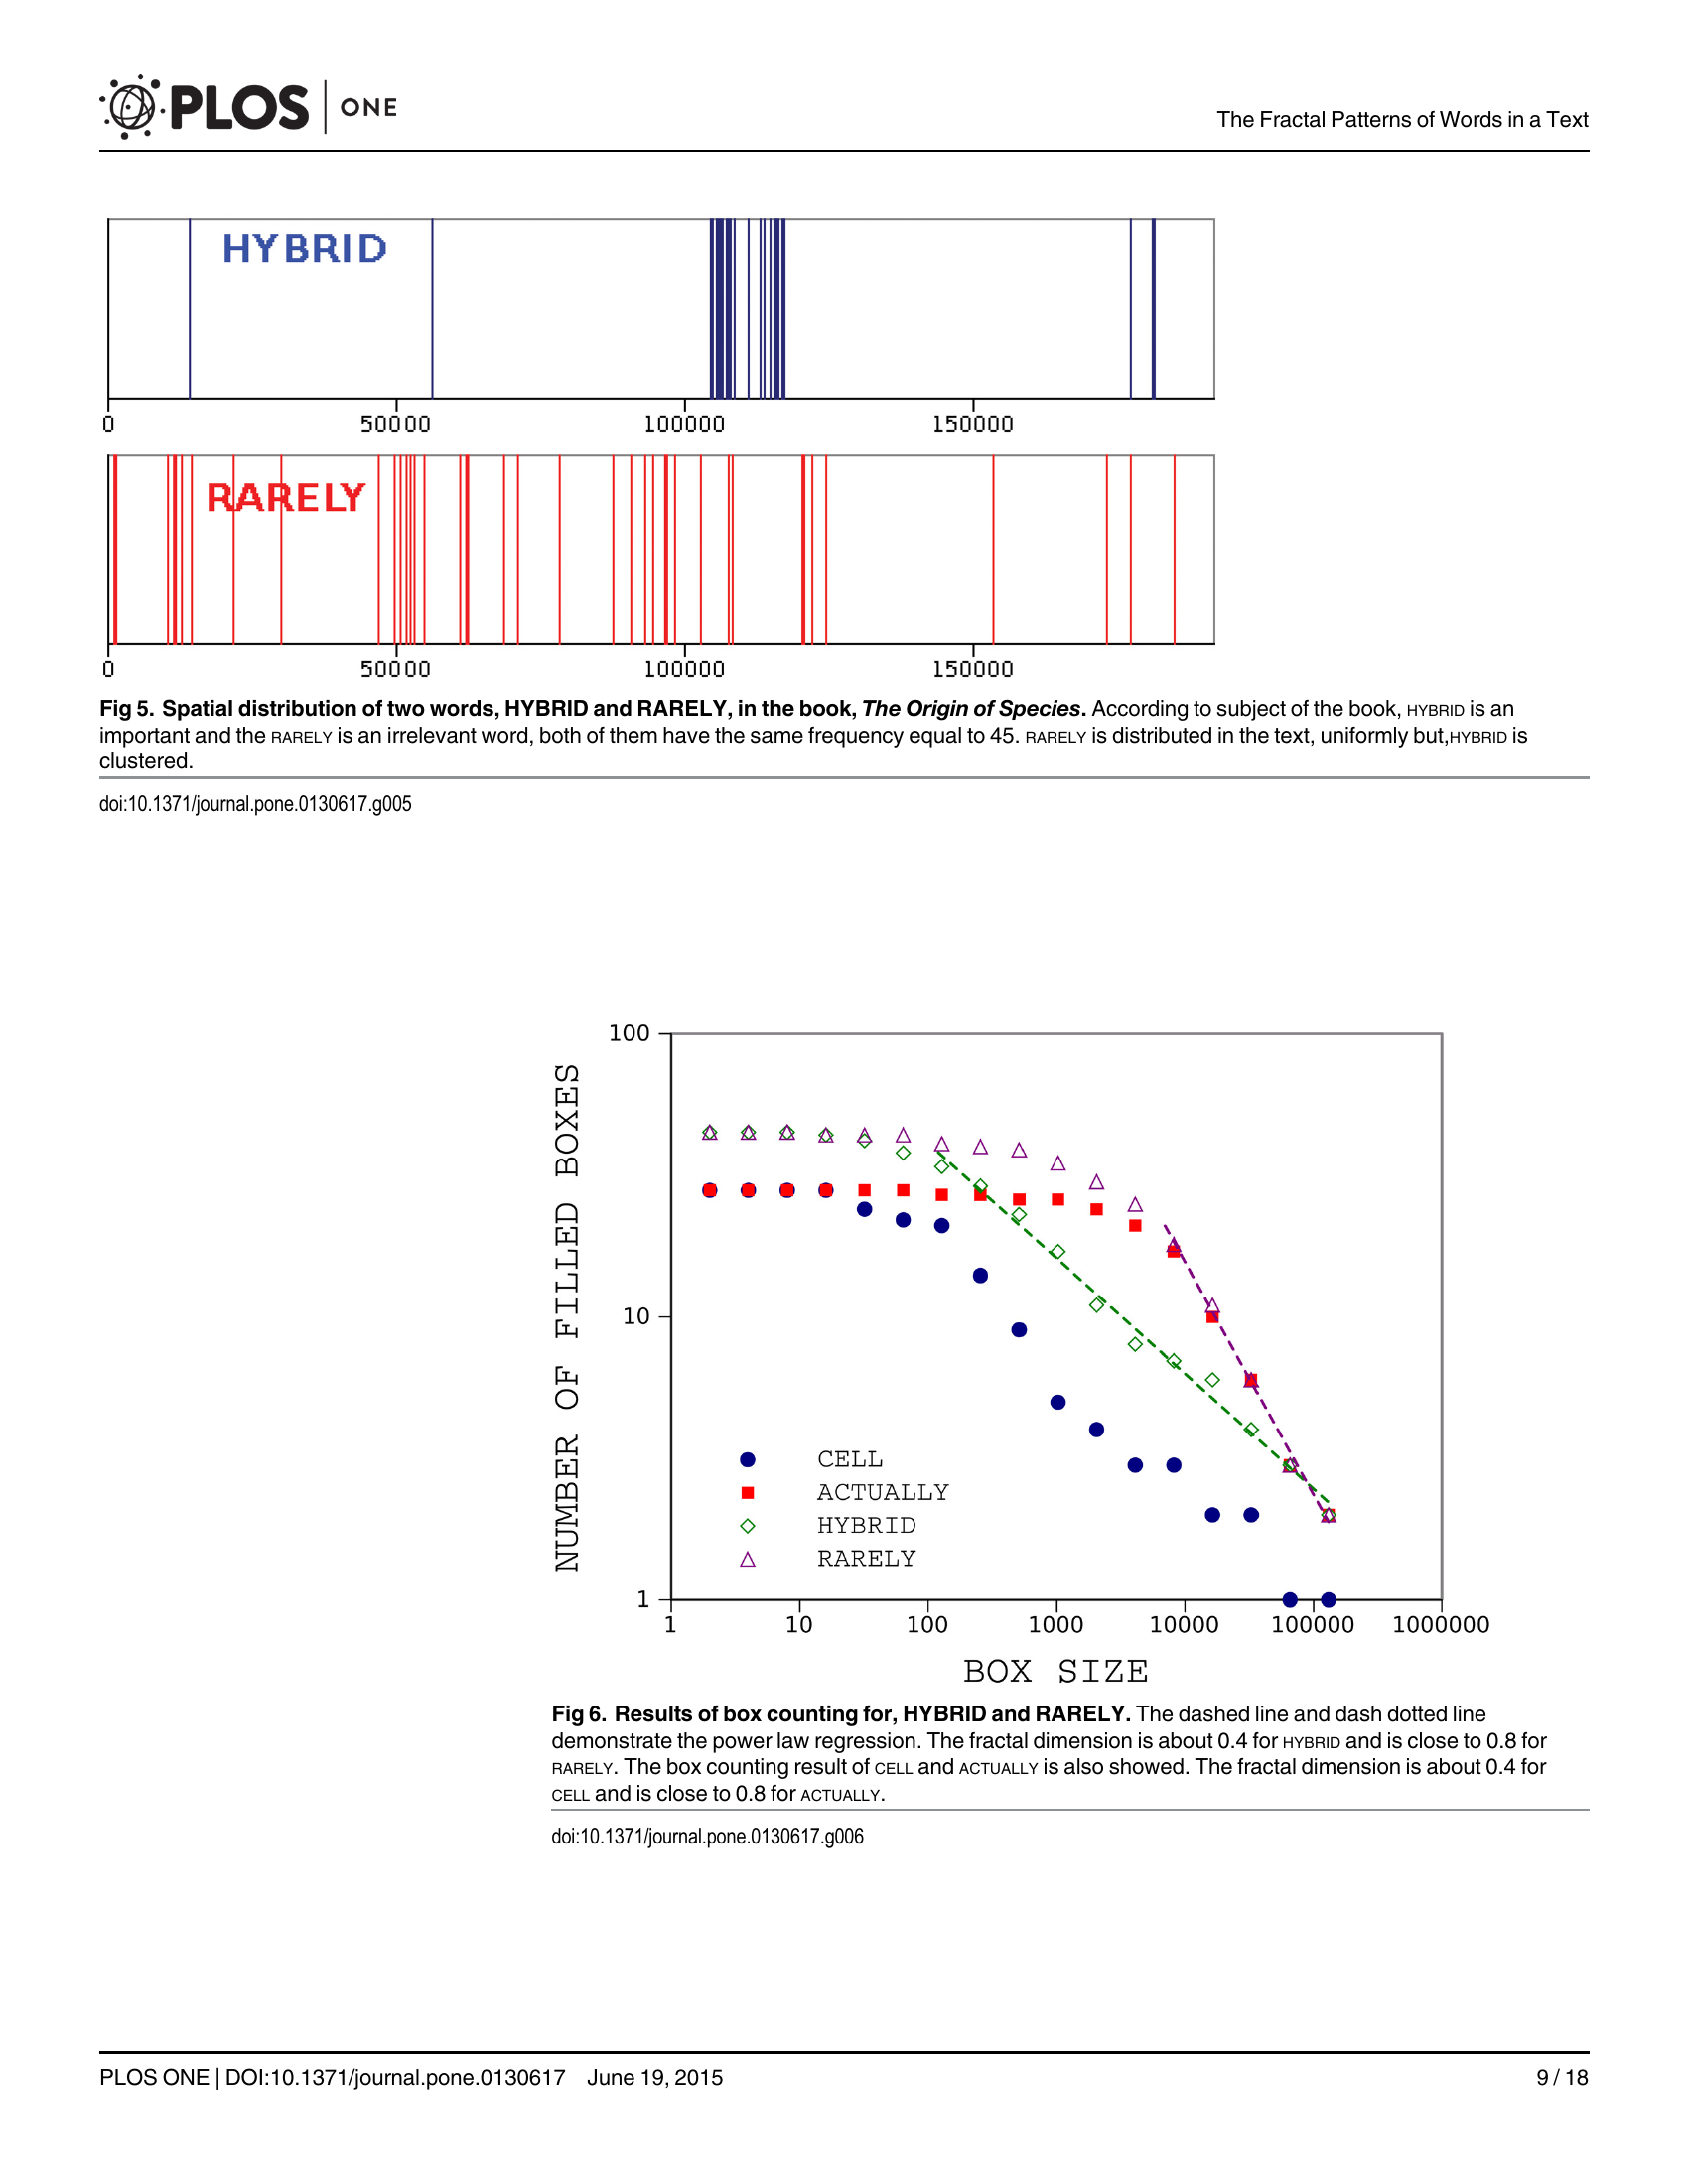 PLOS ONE
The Fractal Patterns of Words in a Text
HYBRID
0 50000 100000 150000
RARELY
0 50000 100000 150000
Fig 5. Spatial distribution of two words, HYBRID and RARELY, in the book, The Origin of Species. According to subject of the book, HYBRID is an
important and the RARELY is an irrelevant word, both of them have the same frequency equal to 45. RARELY is distributed in the text, uniformly but,HYBRID is
clustered.
doi:10.1371/journal.pone.0130617.g005
NUMBER OF FILLED BOXES
100
10
1
CELL
ACTUALLY
HYBRID
RARELY
1 10 100 1000 10000 100000 1000000
BOX SIZE
Fig 6. Results of box counting for, HYBRID and RARELY. The dashed line and dash dotted line
demonstrate the power law regression. The fractal dimension is about 0.4 for HYBRID and is close to 0.8 for
RARELY. The box counting result of CELL and ACTUALLY is also showed. The fractal dimension is about 0.4 for
CELL and is close to 0.8 for ACTUALLY.
doi:10.1371/journal.pone.0130617.g006
PLOS ONE | DOI:10.1371/journal.pone.0130617 June 19, 2015
9 / 18